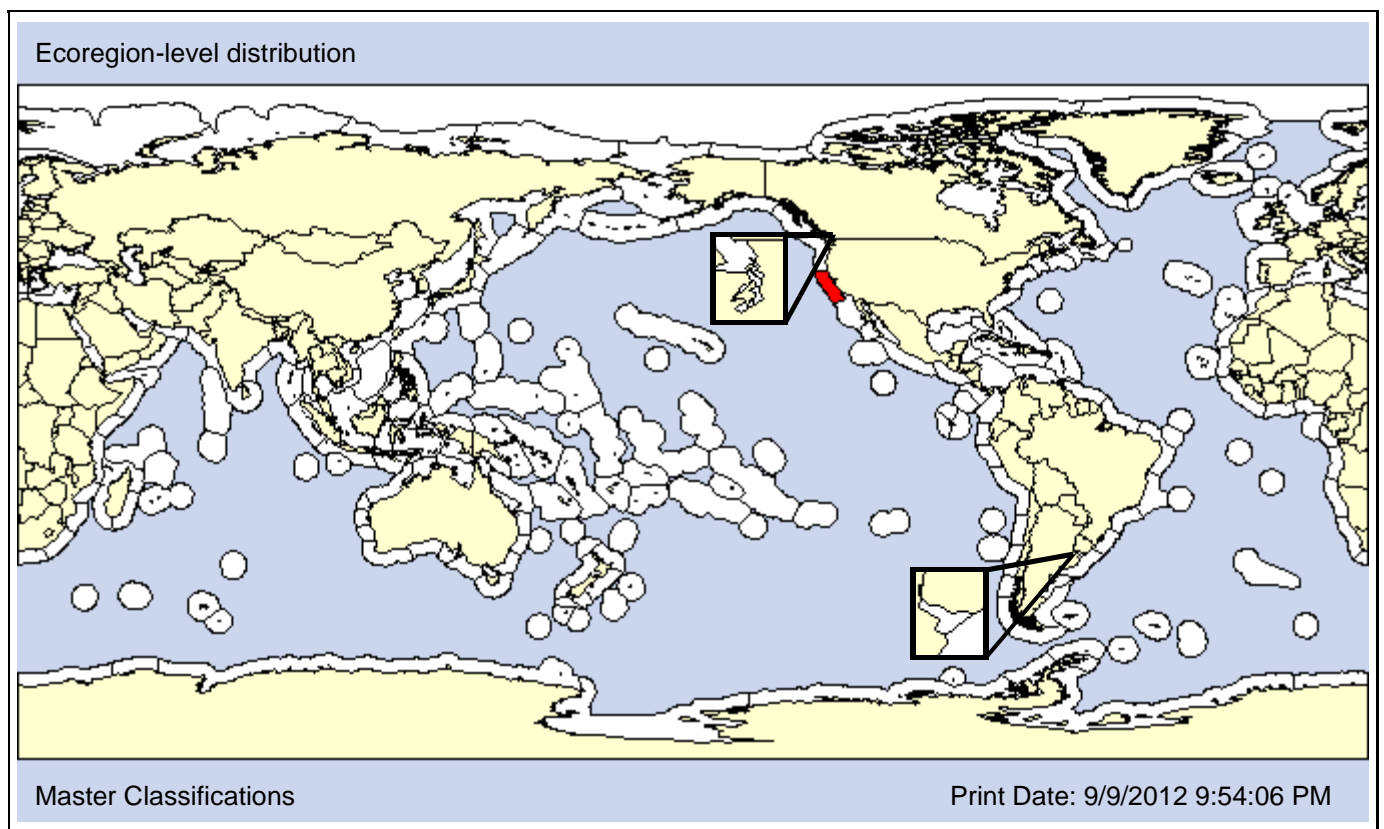 Ecoregion-level distribution
Master Classifications
Print Date: 9/9/2012 9:54:06 PM